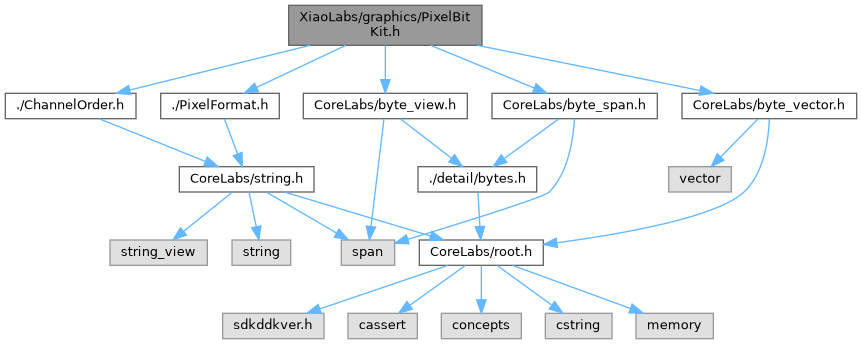 XiaoLabs/graphics/PixelBit
Kit.h
./ChannelOrder.h
./PixelFormat.h
CoreLabs/byte_view.h
CoreLabs/byte_span.h
CoreLabs/byte_vector.h
CoreLabs/string.h
./detail/bytes.h
vector
string_view
string
span
CoreLabs/root.h
sdkddkver.h
cassert
concepts
cstring
memory